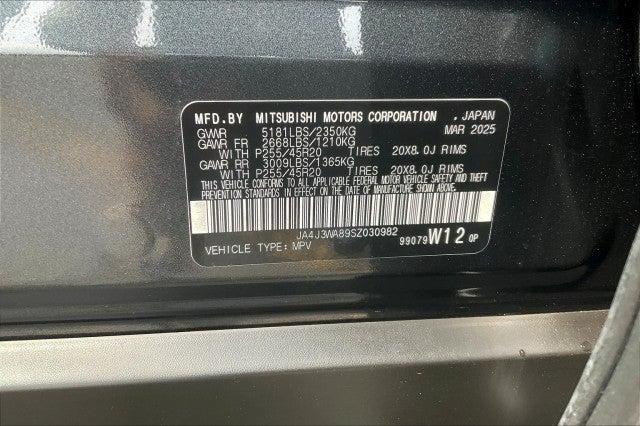 MFD.BY MITSUBISHI MOTORS CORPORATION , JAPAN
GVWR 5181LBS/2350KG MAR 2025
GAWR FR 2668LBS/1210KG
WITH P255/45R20 TIRES 20X8.0J RIMS
GAWR RR 3009LBS/1365KG
WITH P255/45R20 TIRES 20X8.0J RIMS
THIS VEHICLE CONFORMS TO ALL APPLICABLE FEDERAL MOTOR VEHICLE SAFETY AND THEFT
PREVENTION STANDARDS IN EFFECT ON THE DATE OF MANUFACTURE SHOWN ABOVE.
JA4J3WA89SZ030982
VEHICLE TYPE: MPV 99079W12 0P